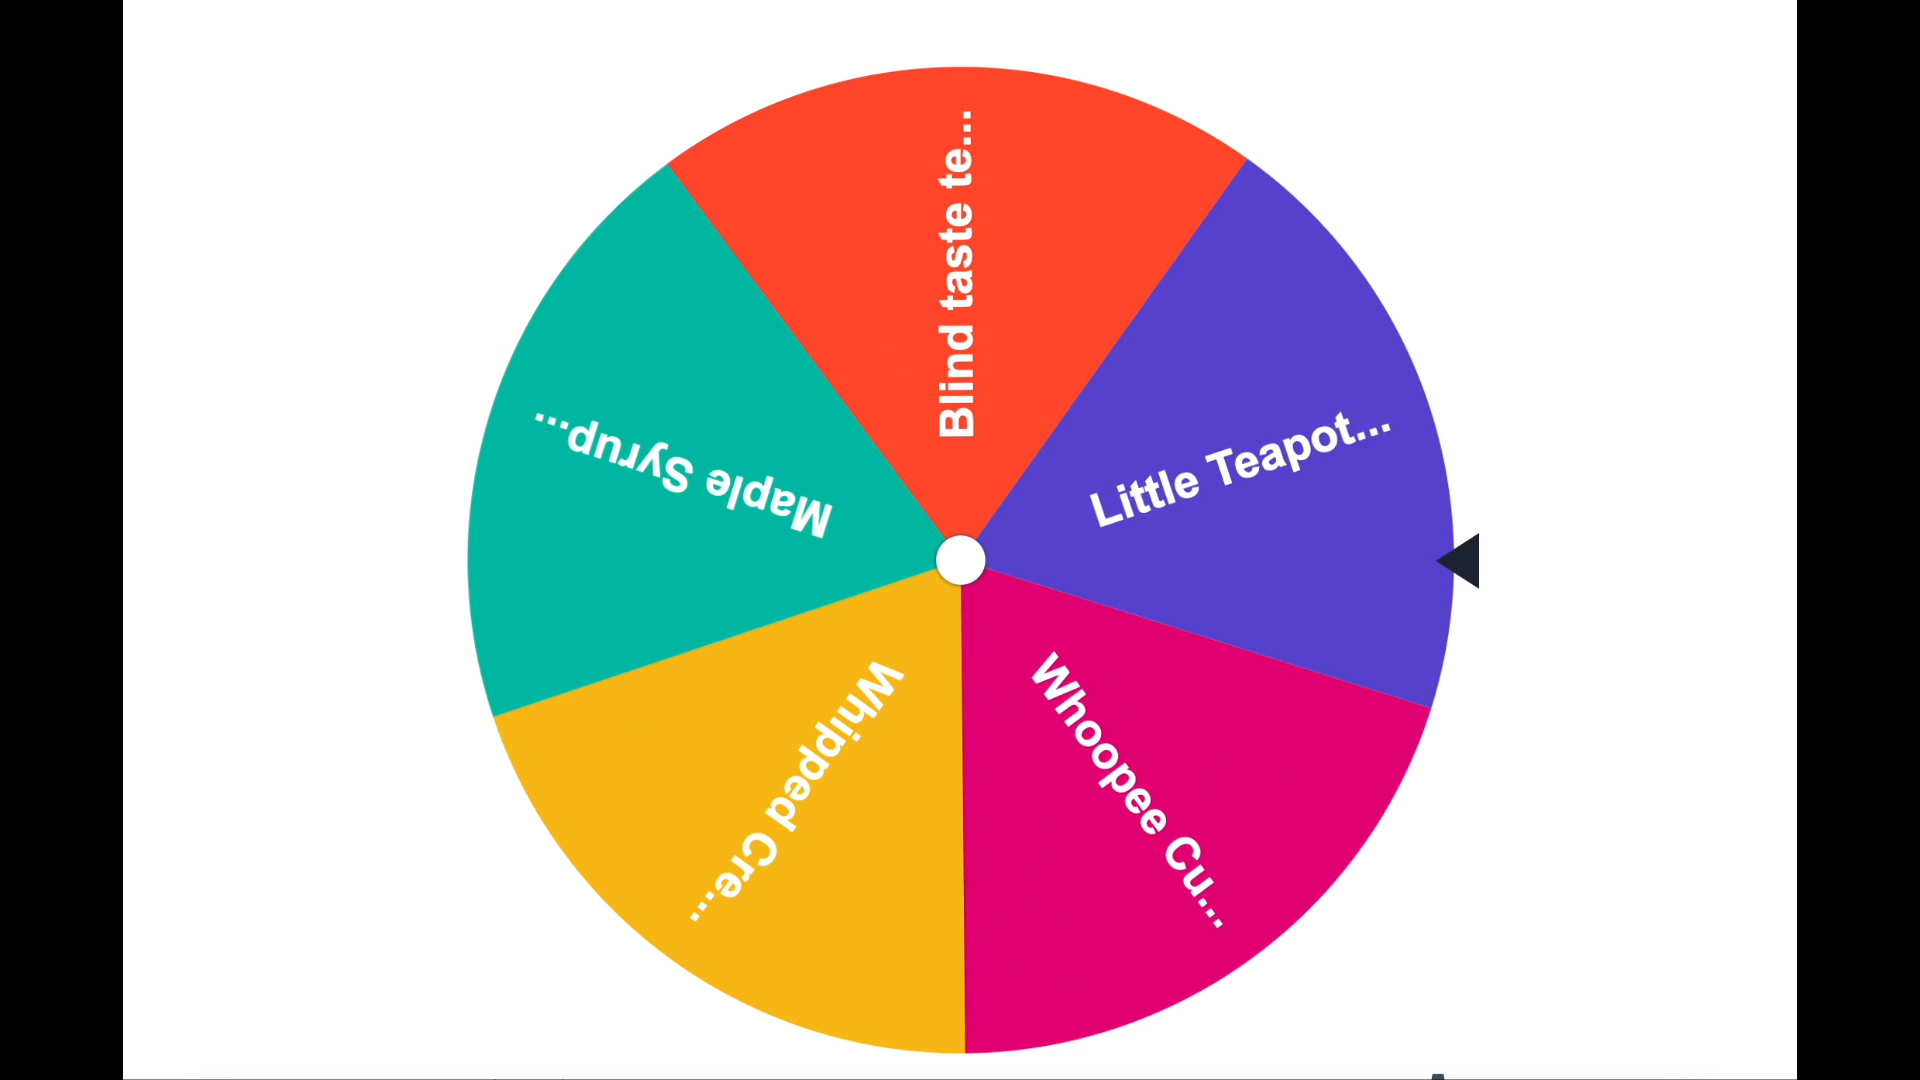 Blind taste te...
Little Teapot...
Whoopee Cu...
Whipped Cre...
Maple Syrup...